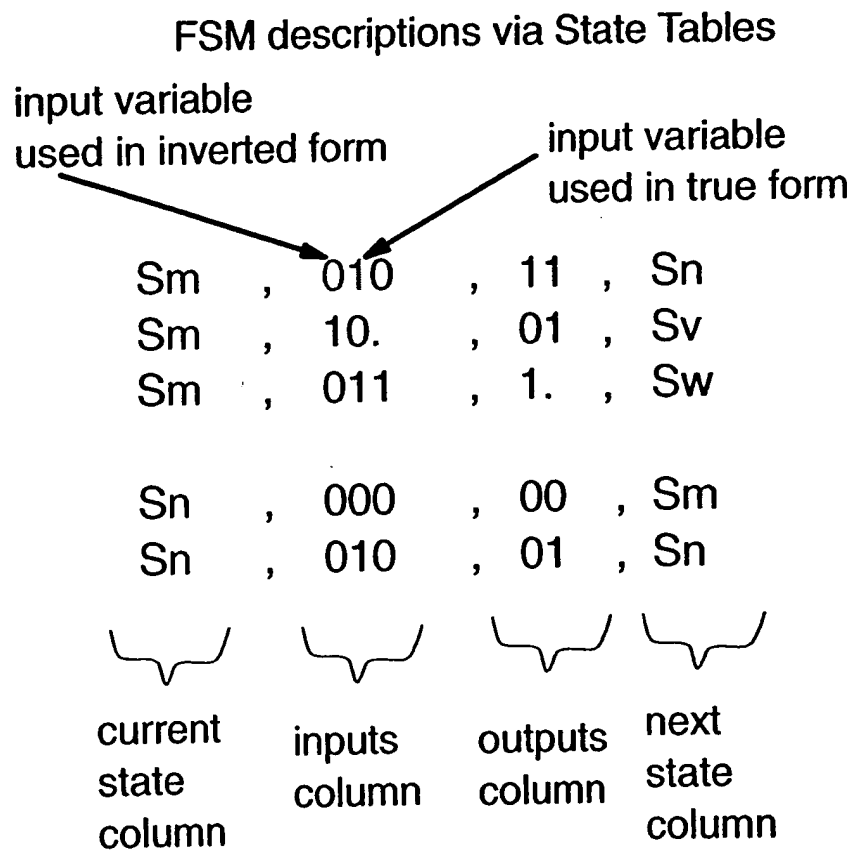 FSM descriptions via State Tables
input variable
used in inverted form
input variable
used in true form
Sm , 010 , 11 , Sn
Sm , 10. , 01 , Sv
Sm , 011 , 1. , Sw
Sn , 000 , 00 , Sm
Sn , 010 , 01 , Sn
current
state
column
inputs
column
outputs
column
next
state
column